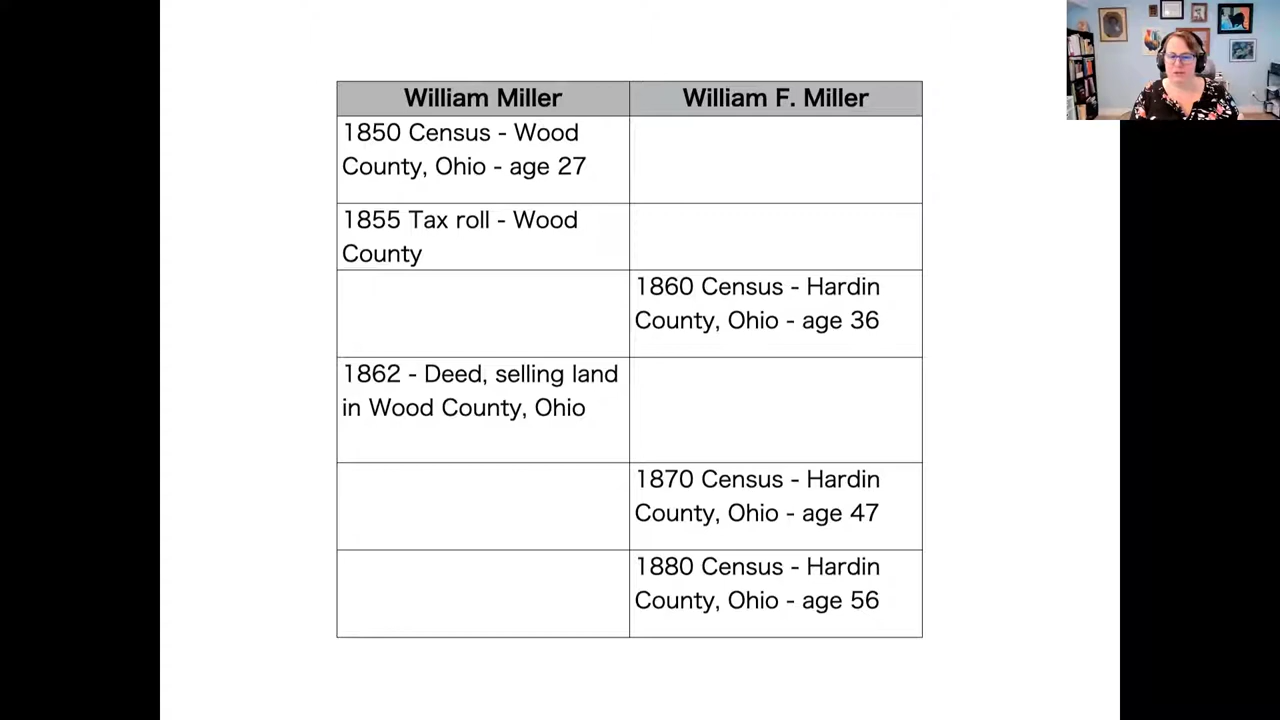 William Miller
William F. Miller
1850 Census - Wood
County, Ohio - age 27
1855 Tax roll - Wood
County
1860 Census - Hardin
County, Ohio - age 36
1862 - Deed, selling land
in Wood County, Ohio
1870 Census - Hardin
County, Ohio - age 47
1880 Census - Hardin
County, Ohio - age 56